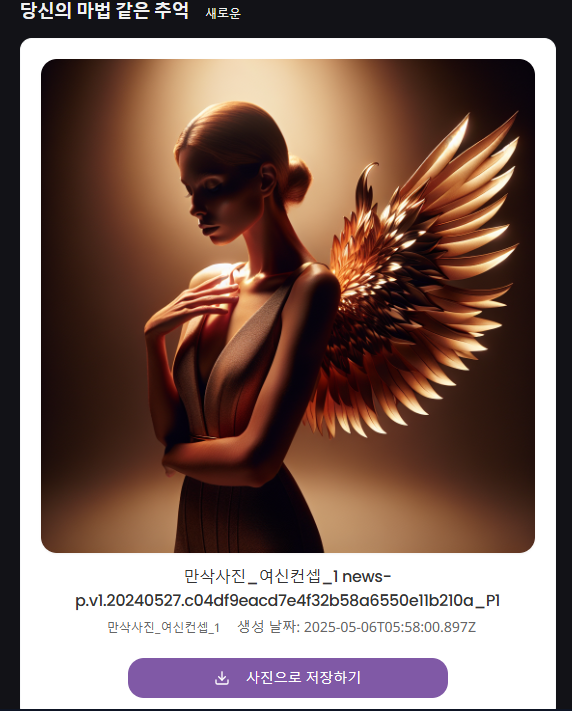 당신의 마법 같은 추억 새로운
만삭사진_여신컨셉_1 news-
p.v1.20240527.c04df9eacd7e4f32b58a6550e11b210a_P1
만삭사진_여신컨셉_1 생성 날짜: 2025-05-06T05:58:00.897Z
사진으로 저장하기